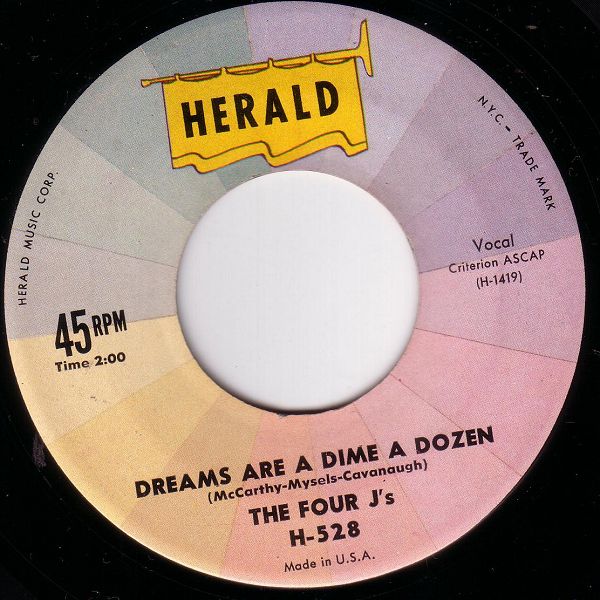 HERALD
HERALD MUSIC CORP.
N.Y.C. - TRADE MARK
Vocal
Criterion ASCAP
(H-1419)
45 RPM
Time 2:00
DREAMS ARE A DIME A DOZEN
(McCarthy-Mysels-Cavanaugh)
THE FOUR J's
H-528
Made in U.S.A.